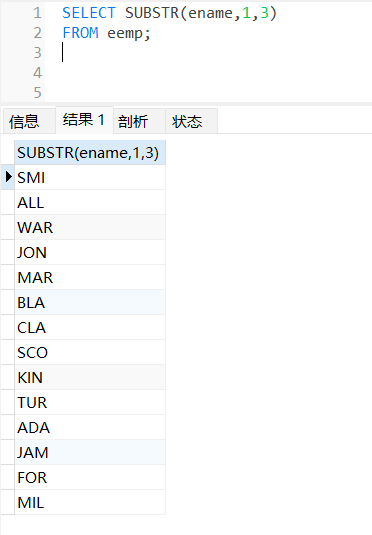 1 SELECT SUBSTR(ename,1,3)
2 FROM eemp;
3
4
5
信息 结果 1 剖析 状态
SUBSTR(ename,1,3)
SMI
ALL
WAR
JON
MAR
BLA
CLA
SCO
KIN
TUR
ADA
JAM
FOR
MIL